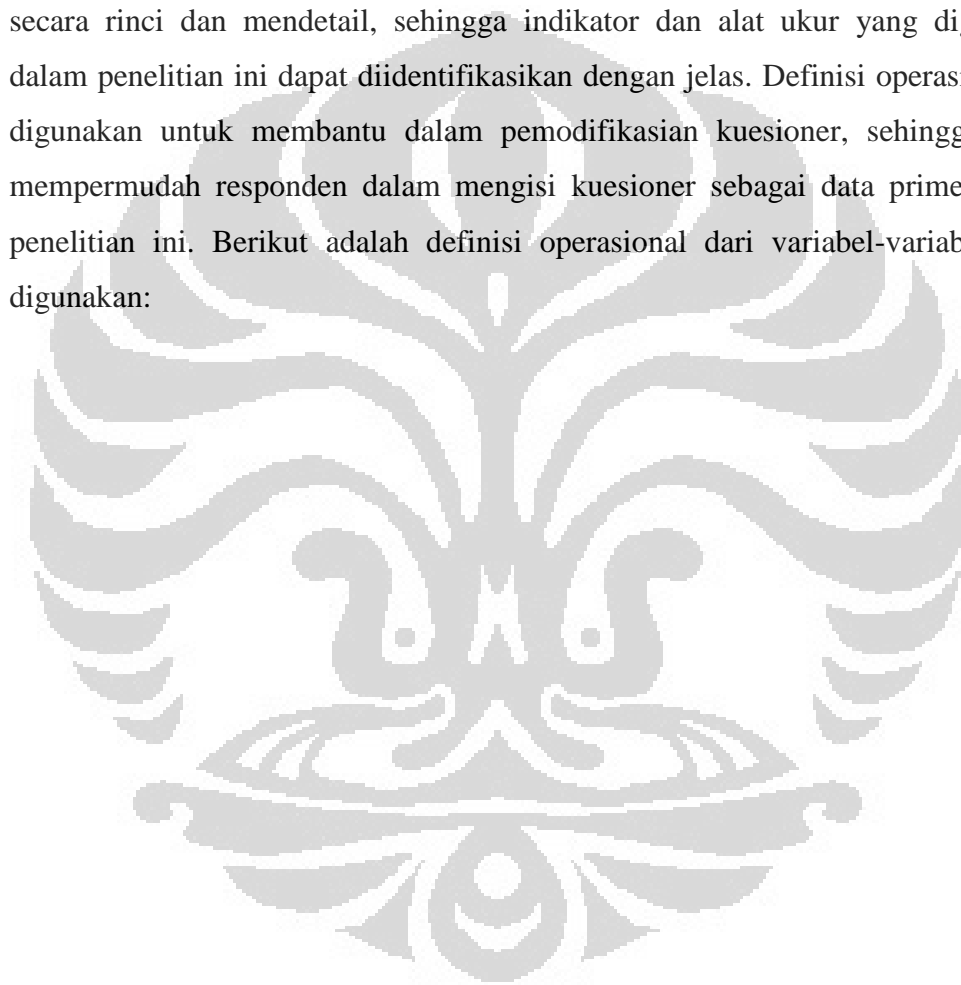 secara rinci dan mendetail, sehingga indikator dan alat ukur yang
dalam penelitian ini dapat diidentifikasikan dengan jelas. Definisi
digunakan untuk membantu dalam pemodifikasian kuesioner,
mempermudah responden dalam mengisi kuesioner sebagai data
penelitian ini. Berikut adalah definisi operasional dari
digunakan: